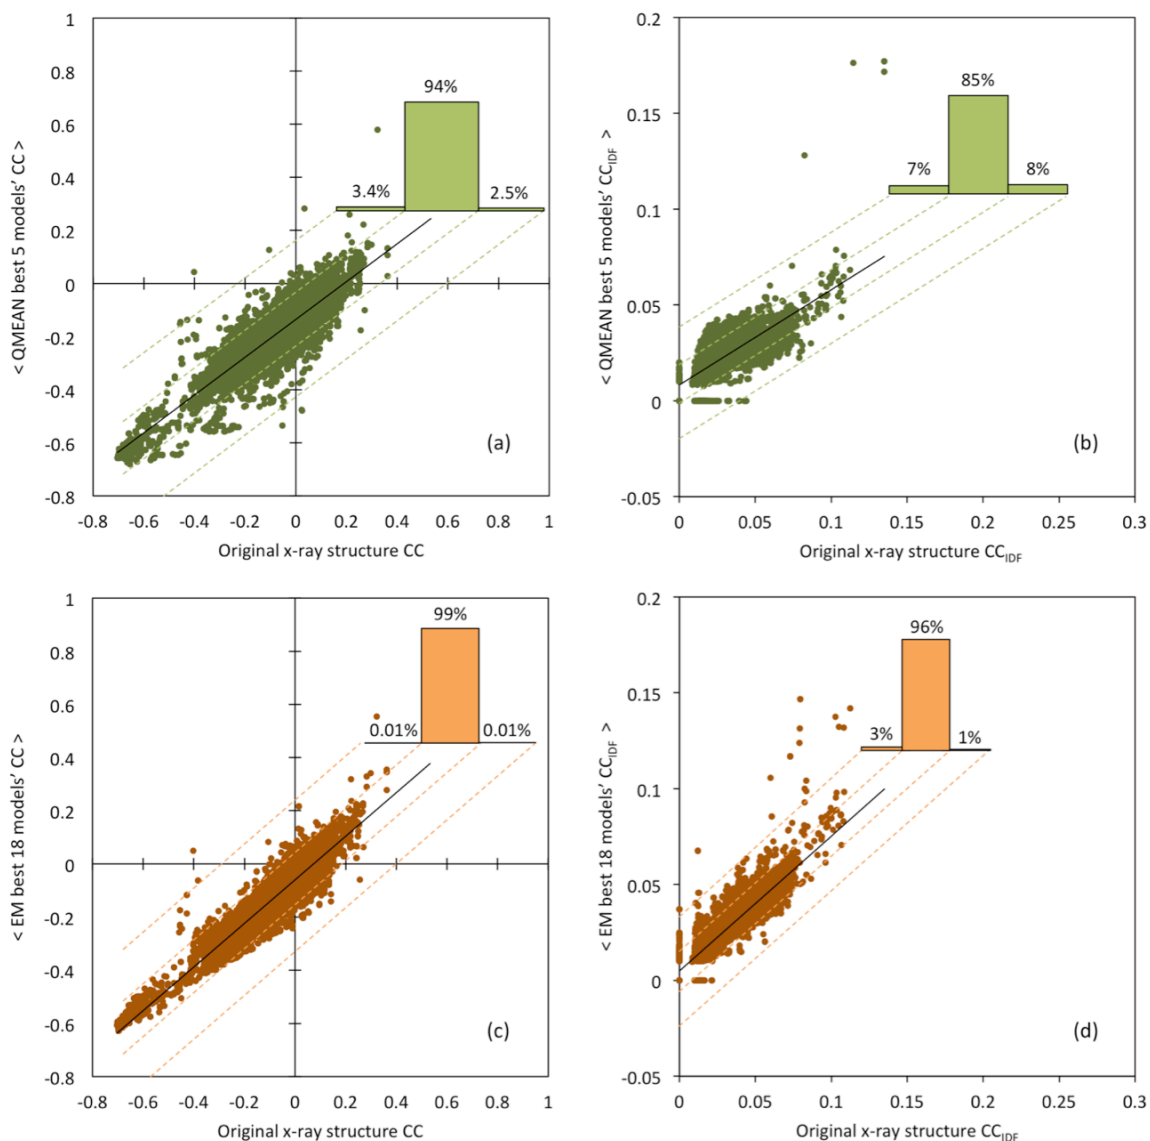 1
0.8
0.6
0.4
0.2
0
-0.2
-0.4
-0.6
-0.8
< QMEAN best 5 models’ CC >
94%
3.4%
2.5%
(a)
-0.8 -0.6 -0.4 -0.2 0 0.2 0.4 0.6 0.8 1
Original x-ray structure CC
0.2
0.15
0.1
0.05
0
-0.05
< QMEAN best 5 models’ CC_IDF >
85%
7%
8%
(b)
0 0.05 0.1 0.15 0.2 0.25 0.3
Original x-ray structure CC_IDF
1
0.8
0.6
0.4
0.2
0
-0.2
-0.4
-0.6
-0.8
< EM best 18 models’ CC >
99%
0.01%
0.01%
(c)
-0.8 -0.6 -0.4 -0.2 0 0.2 0.4 0.6 0.8 1
Original x-ray structure CC
0.2
0.15
0.1
0.05
0
-0.05
< EM best 18 models’ CC_IDF >
96%
3%
1%
(d)
0 0.05 0.1 0.15 0.2 0.25 0.3
Original x-ray structure CC_IDF